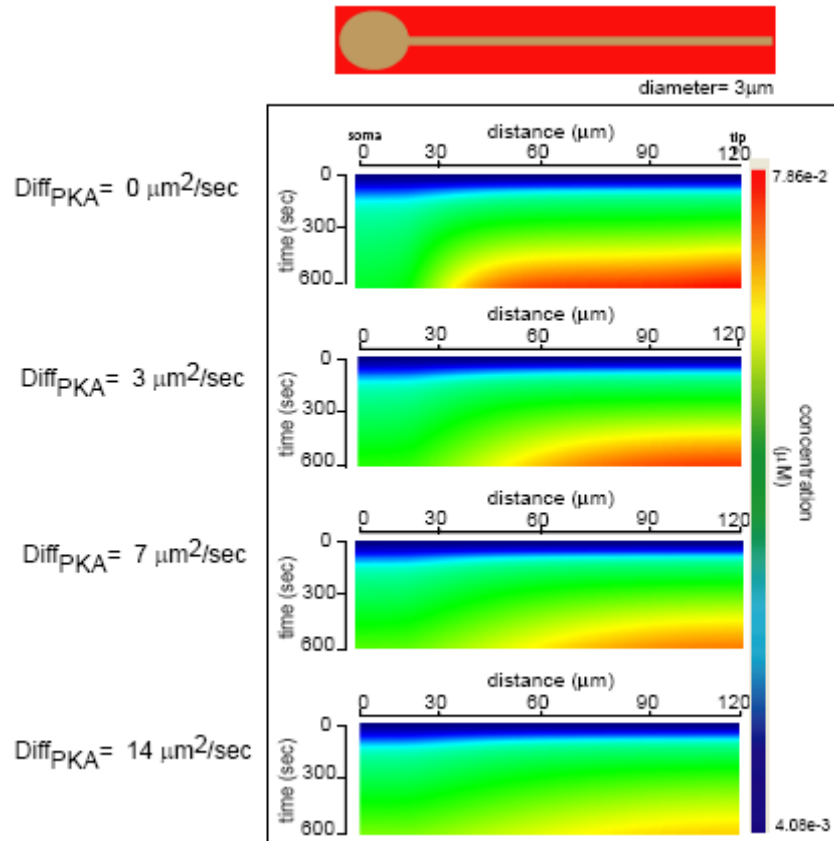 diameter= 3μm
Diff_PKA= 0 μm²/sec
soma distance (μm) tip
0 30 60 90 120
time (sec)
0
300
600
7.86e-2
Diff_PKA= 3 μm²/sec
distance (μm)
0 30 60 90 120
time (sec)
0
300
600
concentration
(μM)
Diff_PKA= 7 μm²/sec
distance (μm)
0 30 60 90 120
time (sec)
0
300
600
Diff_PKA= 14 μm²/sec
distance (μm)
0 30 60 90 120
time (sec)
0
300
600
4.08e-3